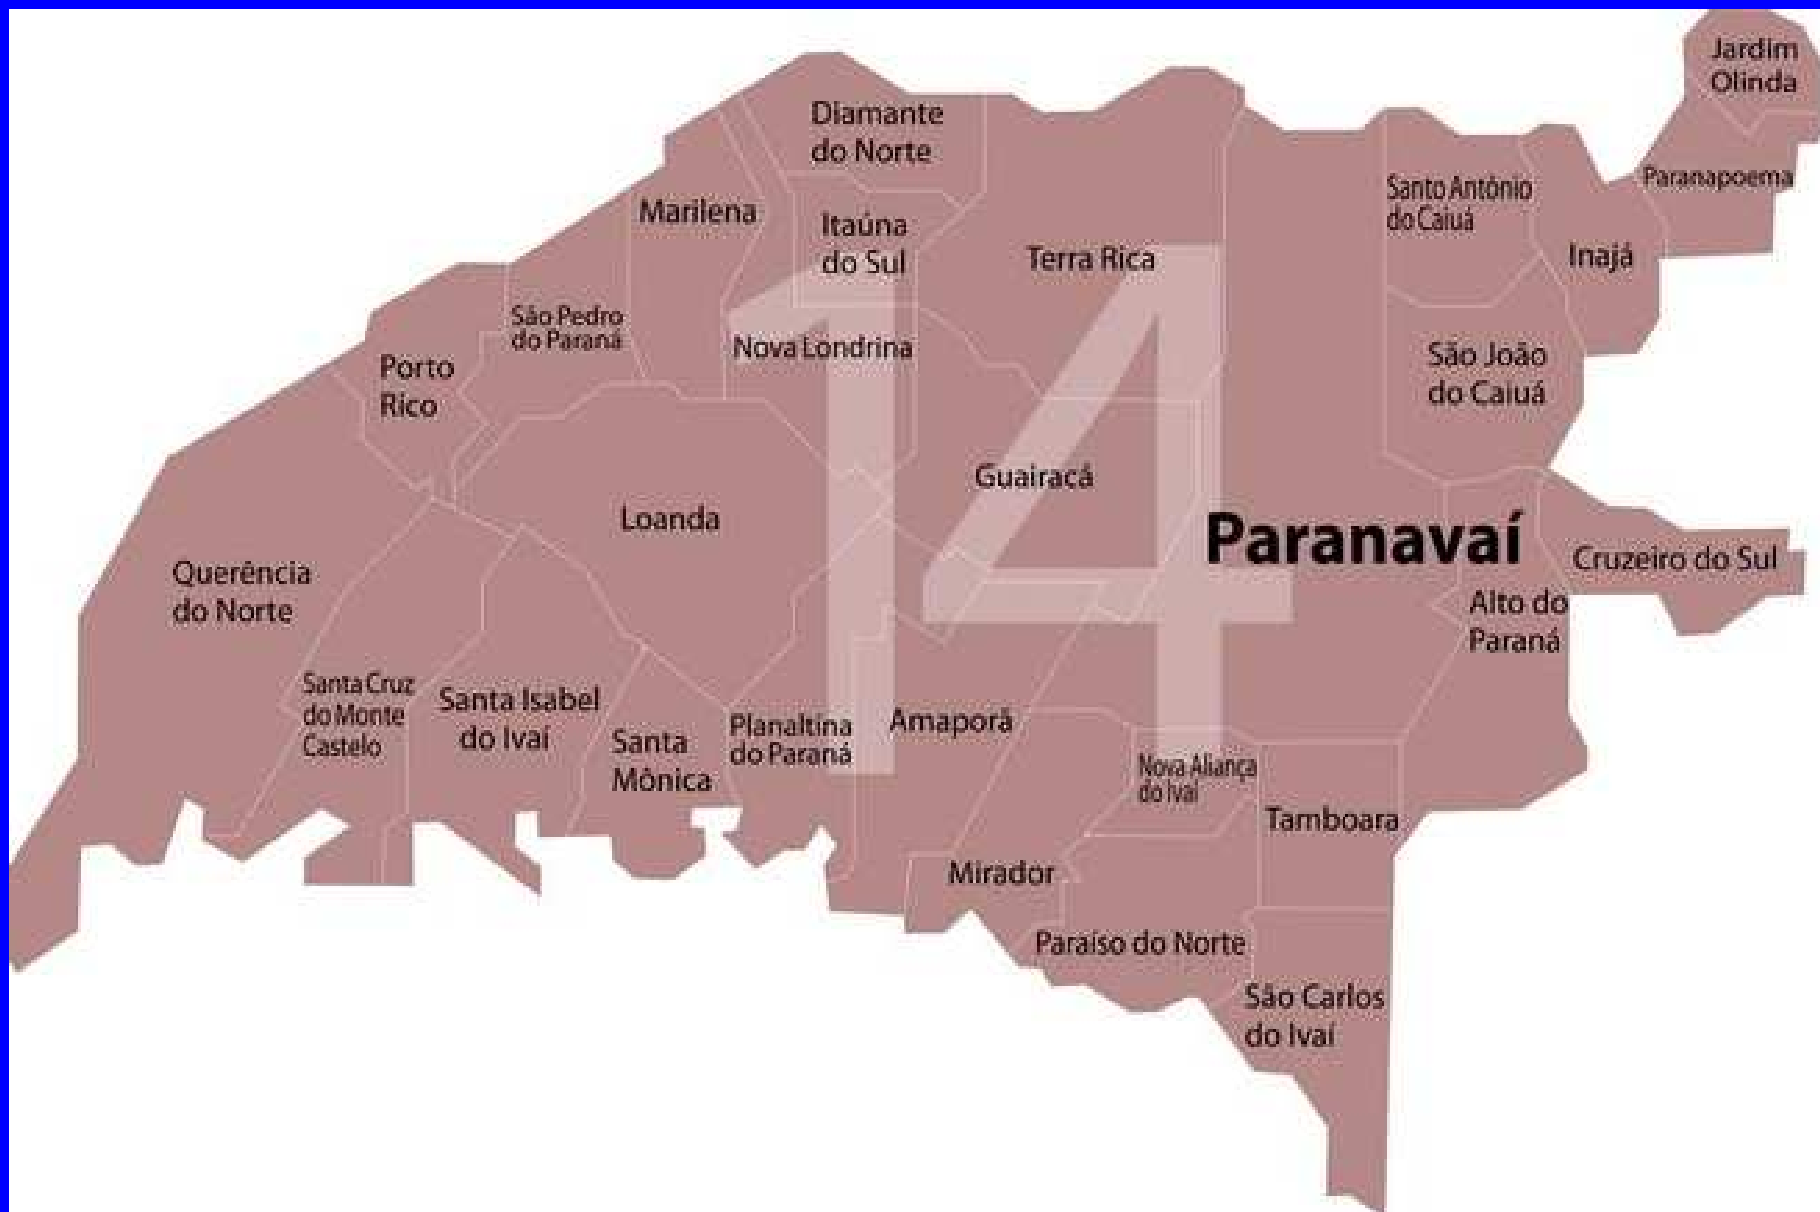 Jardim
Olinda
Diamante
do Norte
Paranapoema
Santo Antônio
do Caiuá
Marilena
Itaúna
do Sul
Terra Rica
Inajá
São Pedro
do Paraná
Nova Londrina
São João
do Caiuá
Porto
Rico
14
Guairacá
Loanda
Paranavaí
Cruzeiro do Sul
Querência
do Norte
Alto do
Paraná
Santa Cruz
do Monte
Castelo
Santa Isabel
do Ivaí
Santa
Mônica
Planaltina
do Paraná
Amaporã
Nova Aliança
do Ivaí
Tamboara
Mirador
Paraíso do Norte
São Carlos
do Ivaí